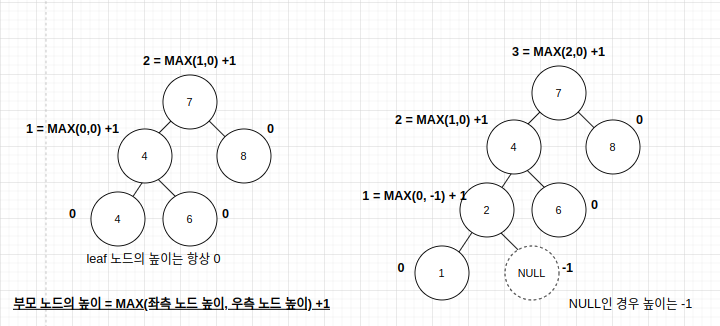 2 = MAX(1,0) +1
7
1 = MAX(0,0) +1
0
4
8
0
4
6
0
leaf 노드의 높이는 항상 0
3 = MAX(2,0) +1
7
2 = MAX(1,0) +1
0
4
8
1 = MAX(0, -1) + 1
2
6
0
0
1
NULL
-1
부모 노드의 높이 = MAX(좌측 노드 높이, 우측 노드 높이) +1
NULL인 경우 높이는 -1